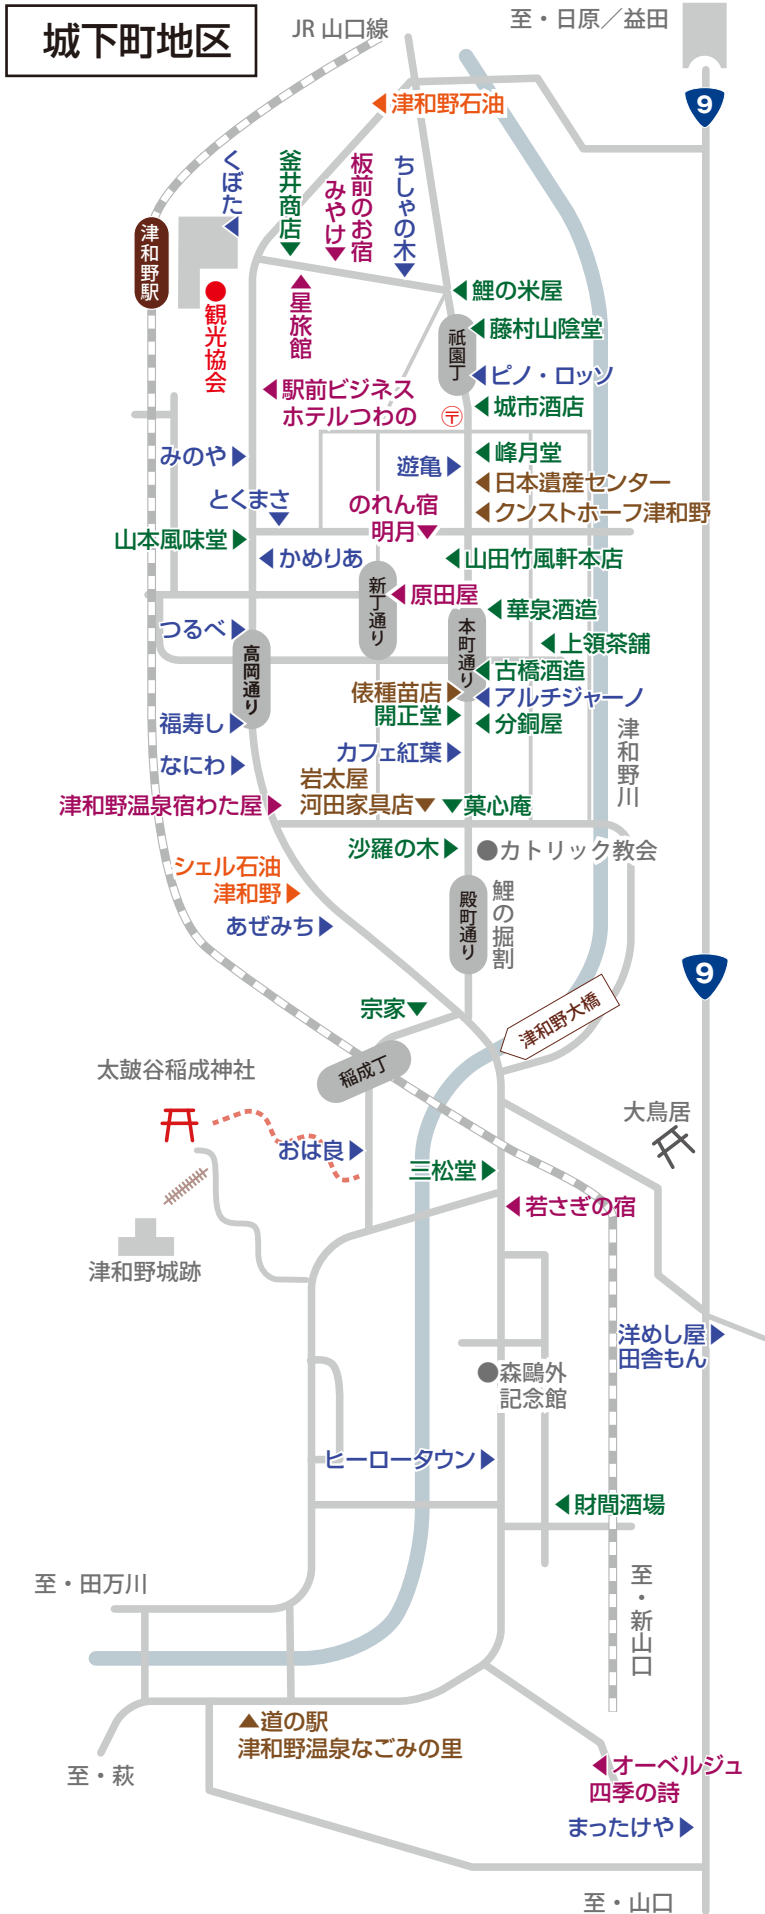 城下町地区
JR 山口線
至・日原／益田
9
◀津和野石油
くぼた◀
釜井商店▼
板前のお宿
みやけ▼
ちしゃの木▼
津和野駅
●観光協会
▲星旅館
◀鯉の米屋
◀藤村山陰堂
祇園丁
◀ピノ・ロッソ
◀駅前ビジネス
ホテルつわの
〒
◀城市酒店
みのや▶
遊亀▶
◀峰月堂
◀日本遺産センター
とくまさ▼
のれん宿
明月▼
◀クンストホーフ津和野
山本風味堂▶
◀かめりあ
◀山田竹風軒本店
新丁通り
◀原田屋
◀華泉酒造
つるべ▶
高岡通り
本町通り
◀上領茶舗
◀古橋酒造
俵種苗店▶
◀アルチジャーノ
開正堂▶
◀分銅屋
福寿し▶
なにわ▶
カフェ紅葉▶
津和野川
岩太屋
河田家具店▼
▼菓心庵
津和野温泉宿わた屋▶
沙羅の木▶
●カトリック教会
シェル石油
津和野▶
あぜみち▶
殿町通り
鯉の掘割
9
宗家▼
津和野大橋
稲成丁
太皷谷稲成神社
大鳥居
おは良▶
三松堂▶
◀若さぎの宿
津和野城跡
洋めし屋▶
田舎もん
●森鷗外
記念館
ヒーロータウン▶
◀財間酒場
至・田万川
至・新山口
▲道の駅
津和野温泉なごみの里
至・萩
◀オーベルジュ
四季の詩
まったけや▶
至・山口